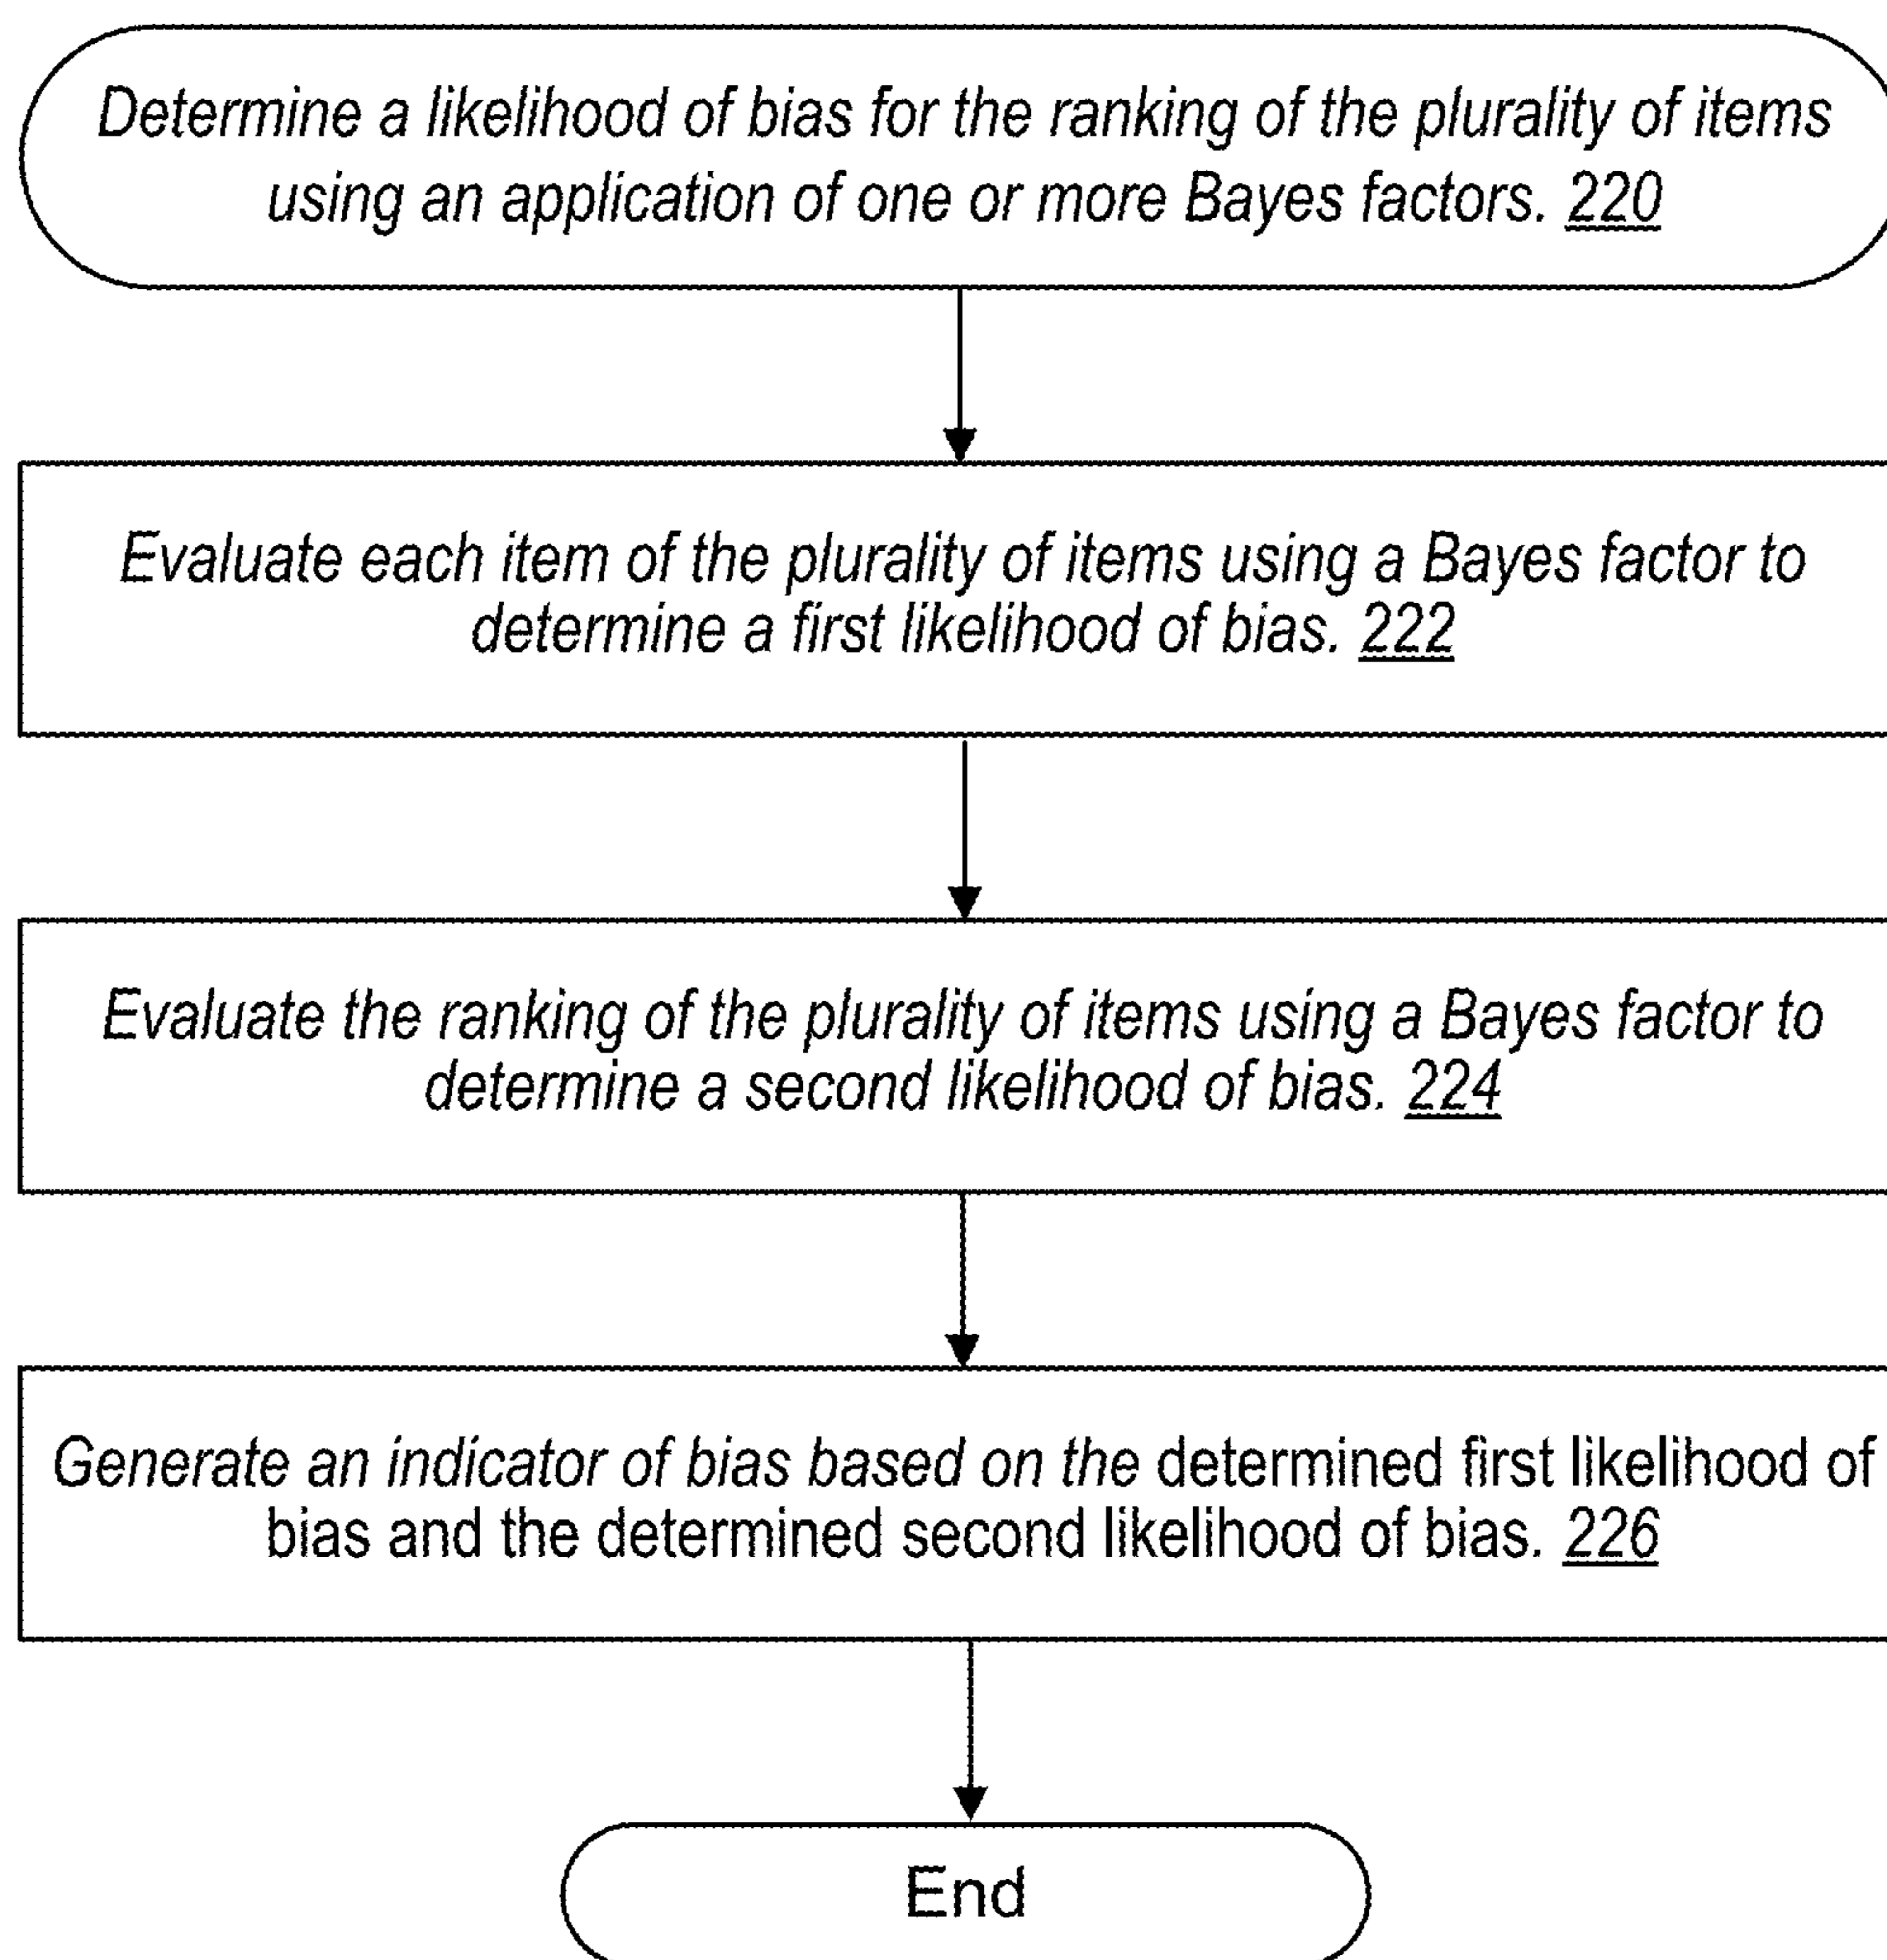 Determine a likelihood of bias for the ranking of the plurality of items
using an application of one or more Bayes factors. 220
Evaluate each item of the plurality of items using a Bayes factor to
determine a first likelihood of bias. 222
Evaluate the ranking of the plurality of items using a Bayes factor to
determine a second likelihood of bias. 224
Generate an indicator of bias based on the determined first likelihood of
bias and the determined second likelihood of bias. 226
End